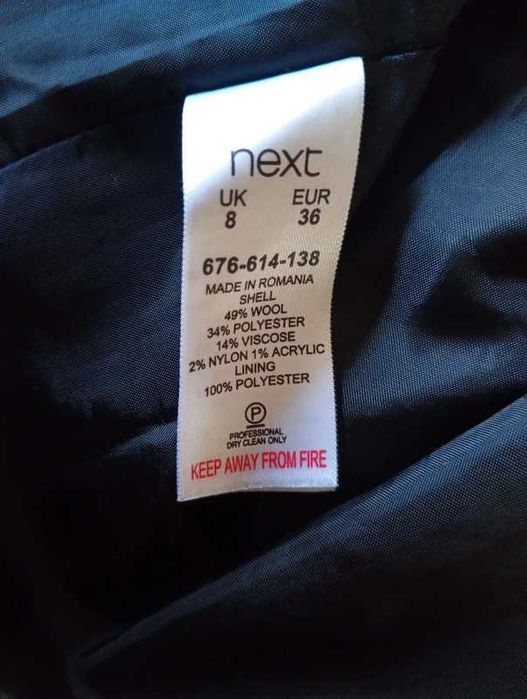 next
UK EUR
8 36
676-614-138
MADE IN ROMANIA
SHELL
49% WOOL
34% POLYESTER
14% VISCOSE
2% NYLON 1% ACRYLIC
LINING
100% POLYESTER
P
PROFESSIONAL
DRY CLEAN ONLY
KEEP AWAY FROM FIRE